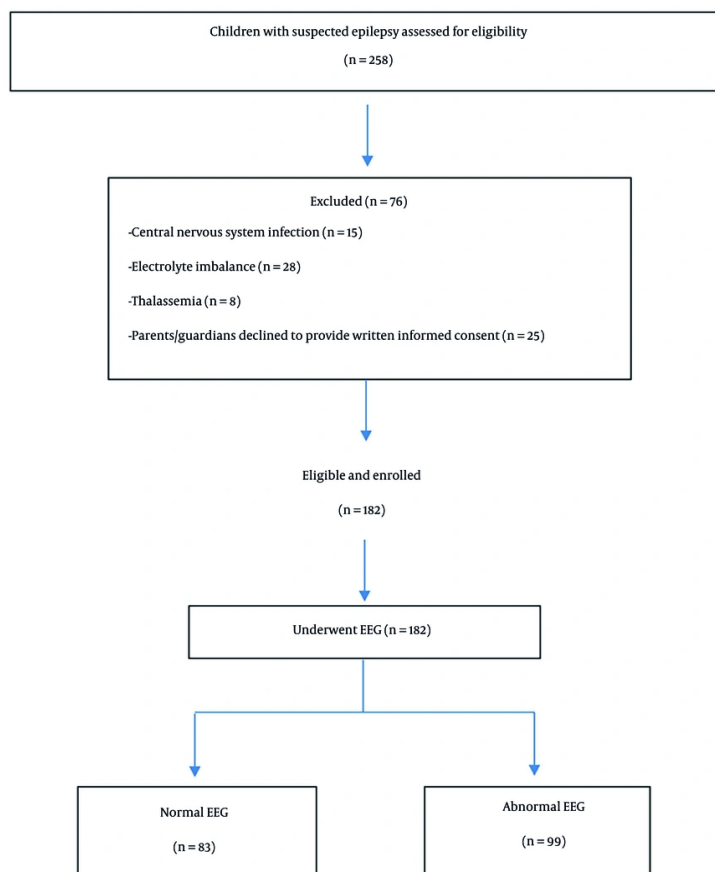 Children with suspected epilepsy assessed for eligibility
(n = 258)
Excluded (n = 76)
-Central nervous system infection (n = 15)
-Electrolyte imbalance (n = 28)
-Thalassemia (n = 8)
-Parents/guardians declined to provide written informed consent (n = 25)
Eligible and enrolled
(n = 182)
Underwent EEG (n = 182)
Normal EEG
(n = 83)
Abnormal EEG
(n = 99)